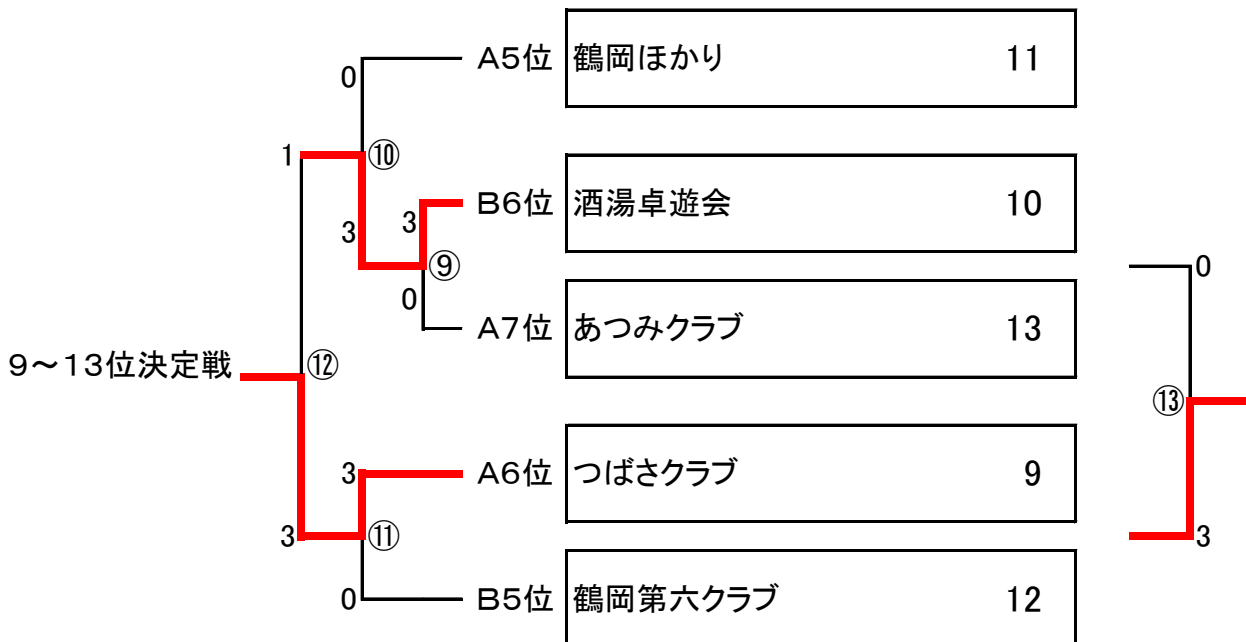 A5位 鶴岡ほかり 11
0
1 ⑩
B6位 酒湯卓遊会 10
3 3
⑨ 0
0
A7位 あつみクラブ 13
9～13位決定戦 ⑫
⑬
A6位 つばさクラブ 9
3
3 ⑪ 3
0 B5位 鶴岡第六クラブ 12